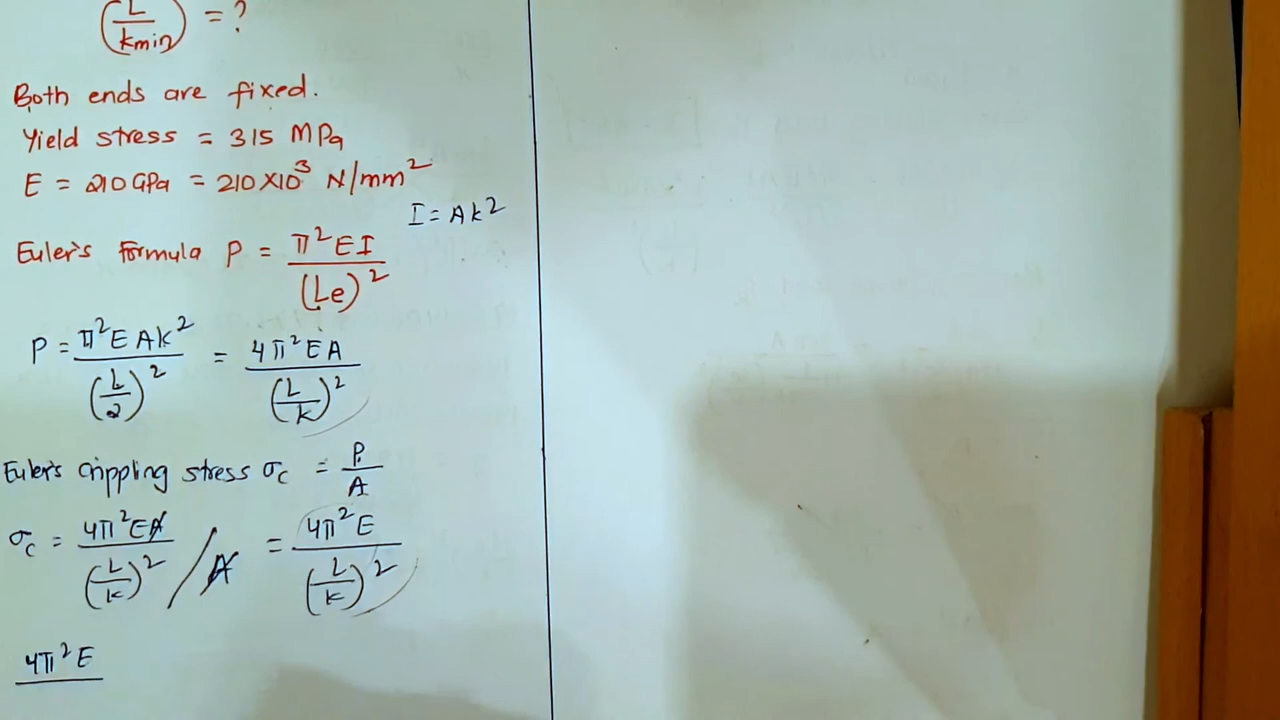 (L/kmin) = ?
Both ends are fixed.
Yield stress = 315 MPa
E = 210 GPa = 210×10³ N/mm²
I = Ak²
Euler's formula P = π²EI/(Le)²
P = π²EAk²/(L/2)² = 4π²EA/(L/k)²
Euler's crippling stress σc = P/A
σc = 4π²EA/(L/k)² / A = 4π²E/(L/k)²
4π²E